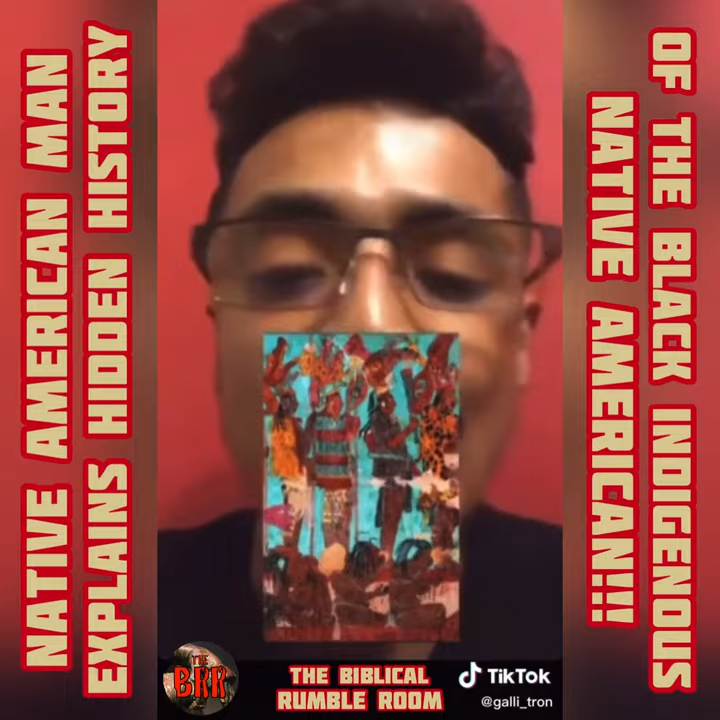 NATIVE AMERICAN MAN
EXPLAINS HIDDEN HISTORY
OF THE BLACK INDIGENOUS
NATIVE AMERICAN!!!
THE
BRR
THE BIBLICAL
RUMBLE ROOM
TikTok
@galli_tron